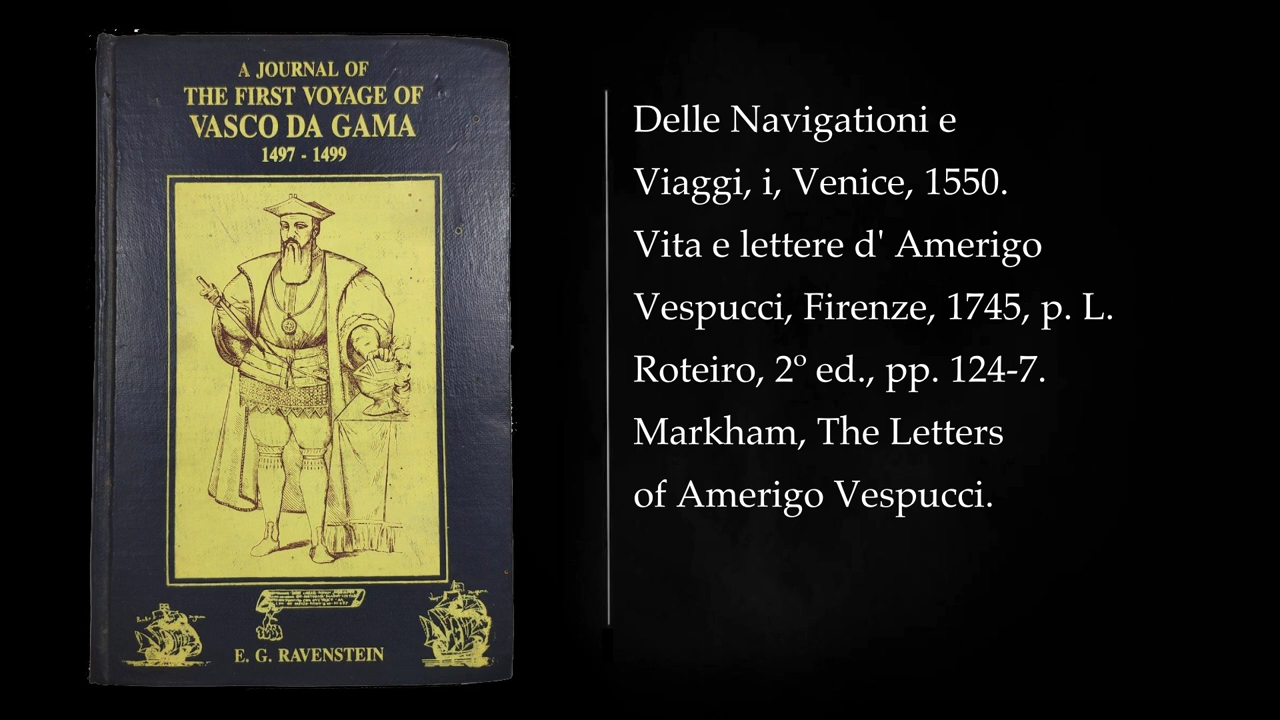 A JOURNAL OF
THE FIRST VOYAGE OF
VASCO DA GAMA
1497 - 1499
E. G. RAVENSTEIN
Delle Navigationi e
Viaggi, i, Venice, 1550.
Vita e lettere d' Amerigo
Vespucci, Firenze, 1745, p. L.
Roteiro, 2º ed., pp. 124-7.
Markham, The Letters
of Amerigo Vespucci.